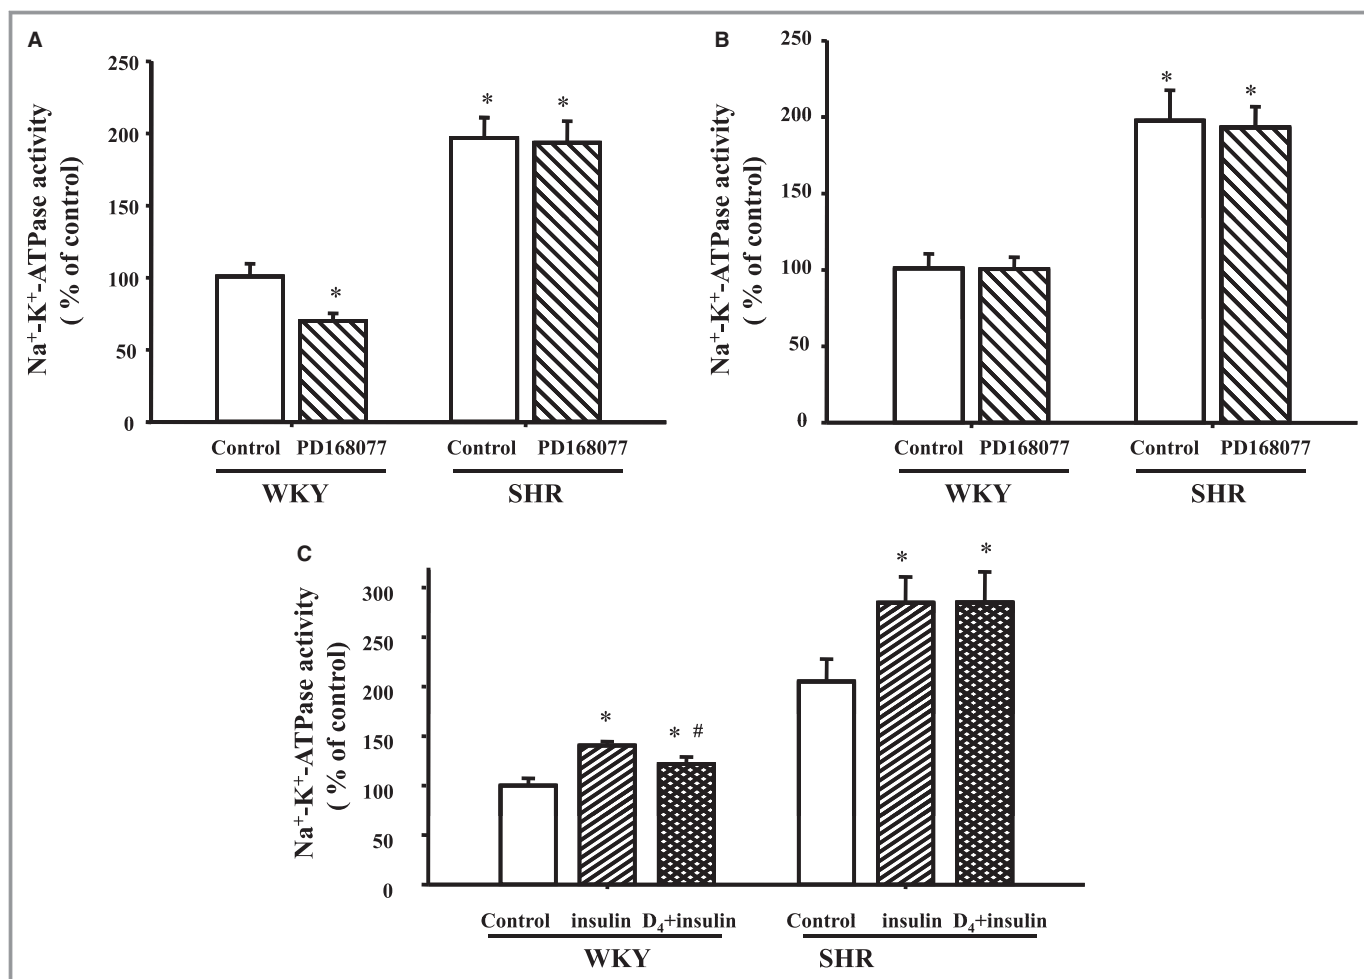 A
Na⁺-K⁺-ATPase activity
( % of control)
250
200
150
100
50
0
*
* *
Control PD168077 Control PD168077
WKY SHR
B
Na⁺-K⁺-ATPase activity
( % of control)
250
200
150
100
50
0
* *
Control PD168077 Control PD168077
WKY SHR
C
Na⁺-K⁺-ATPase activity
( % of control)
300
250
200
150
100
50
0
* * # * *
Control insulin D₄+insulin Control insulin D₄+insulin
WKY SHR